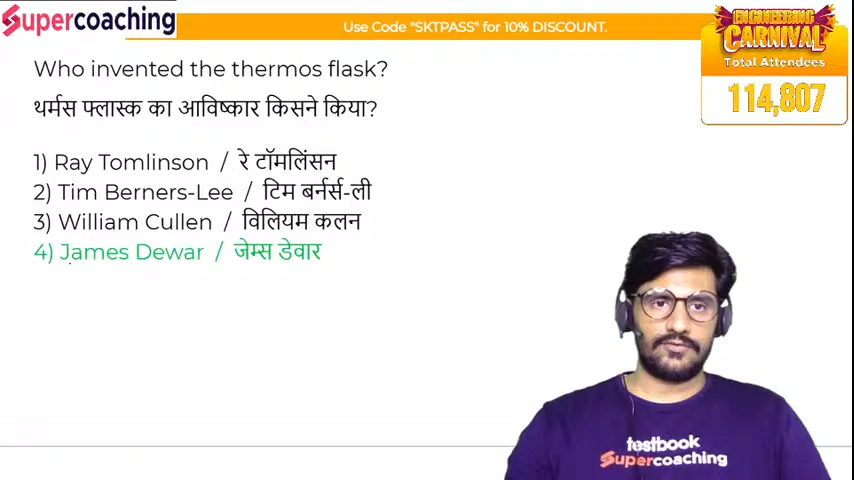 Supercoaching
Use Code "SKTPASS" for 10% DISCOUNT.
ENGINEERING
CARNIVAL
Total Attendees
114,807
Who invented the thermos flask?
थर्मस फ्लास्क का आविष्कार किसने किया?
1) Ray Tomlinson / रे टॉमलिंसन
2) Tim Berners-Lee / टिम बर्नर्स-ली
3) William Cullen / विलियम कलन
4) James Dewar / जेम्स डेवार
testbook
Supercoaching